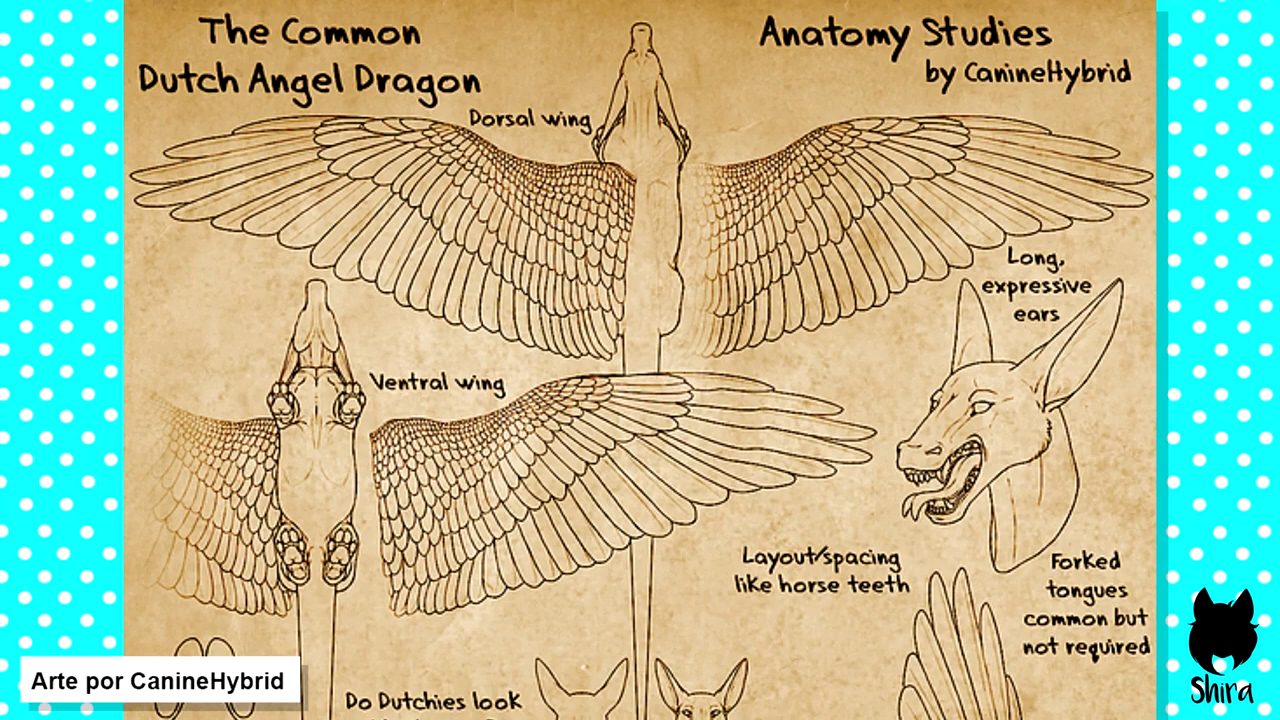 The Common
Dutch Angel Dragon
Anatomy Studies
by CanineHybrid
Dorsal wing
Long,
expressive
ears
Ventral wing
Layout/spacing
like horse teeth
Forked
tongues
common but
not required
Arte por CanineHybrid
Do Dutchies look
Shira